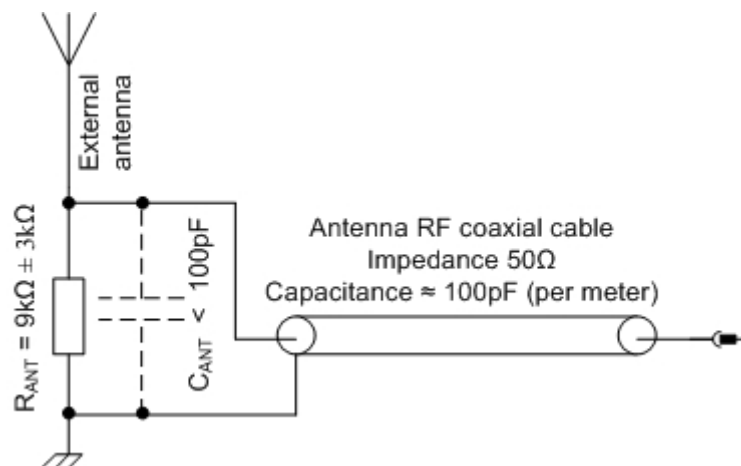 External
antenna
R_ANT = 9kΩ ± 3kΩ
C_ANT < 100pF
Antenna RF coaxial cable
Impedance 50Ω
Capacitance ≈ 100pF (per meter)